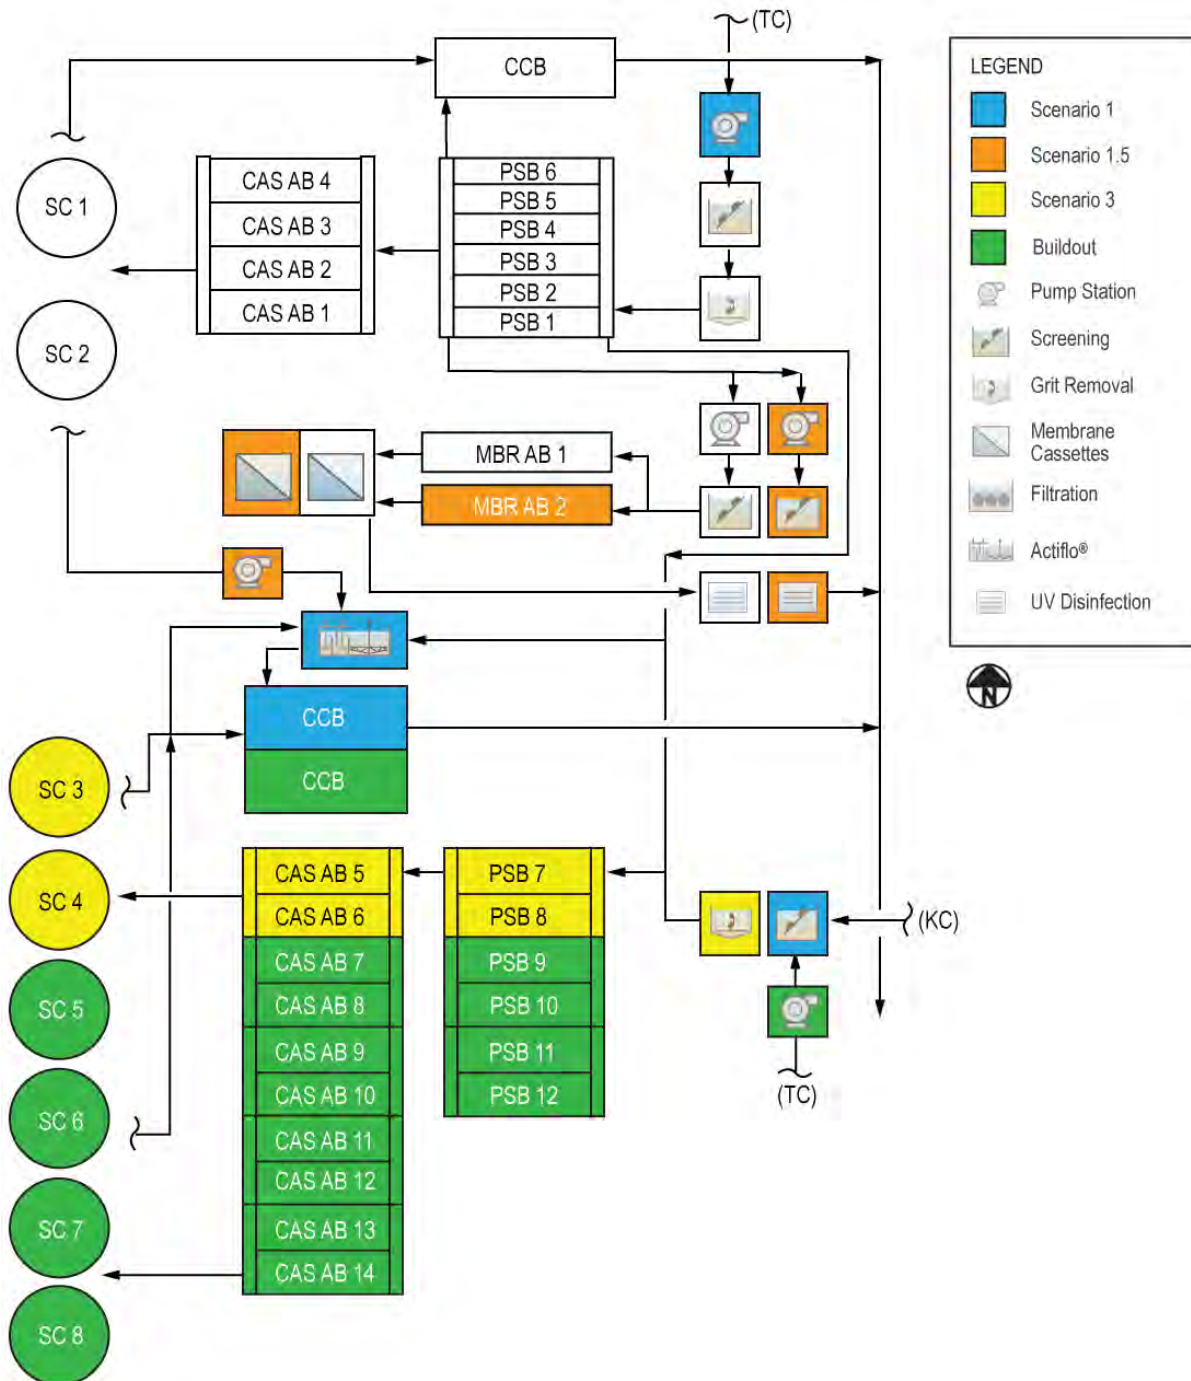 (TC)
CCB
SC 1
CAS AB 4
CAS AB 3
CAS AB 2
CAS AB 1
PSB 6
PSB 5
PSB 4
PSB 3
PSB 2
PSB 1
SC 2
MBR AB 1
MBR AB 2
CCB
CCB
SC 3
SC 4
SC 5
SC 6
SC 7
SC 8
CAS AB 5
CAS AB 6
CAS AB 7
CAS AB 8
CAS AB 9
CAS AB 10
CAS AB 11
CAS AB 12
CAS AB 13
CAS AB 14
PSB 7
PSB 8
PSB 9
PSB 10
PSB 11
PSB 12
(KC)
(TC)
LEGEND
Scenario 1
Scenario 1.5
Scenario 3
Buildout
Pump Station
Screening
Grit Removal
Membrane
Cassettes
Filtration
Actiflo®
UV Disinfection
N